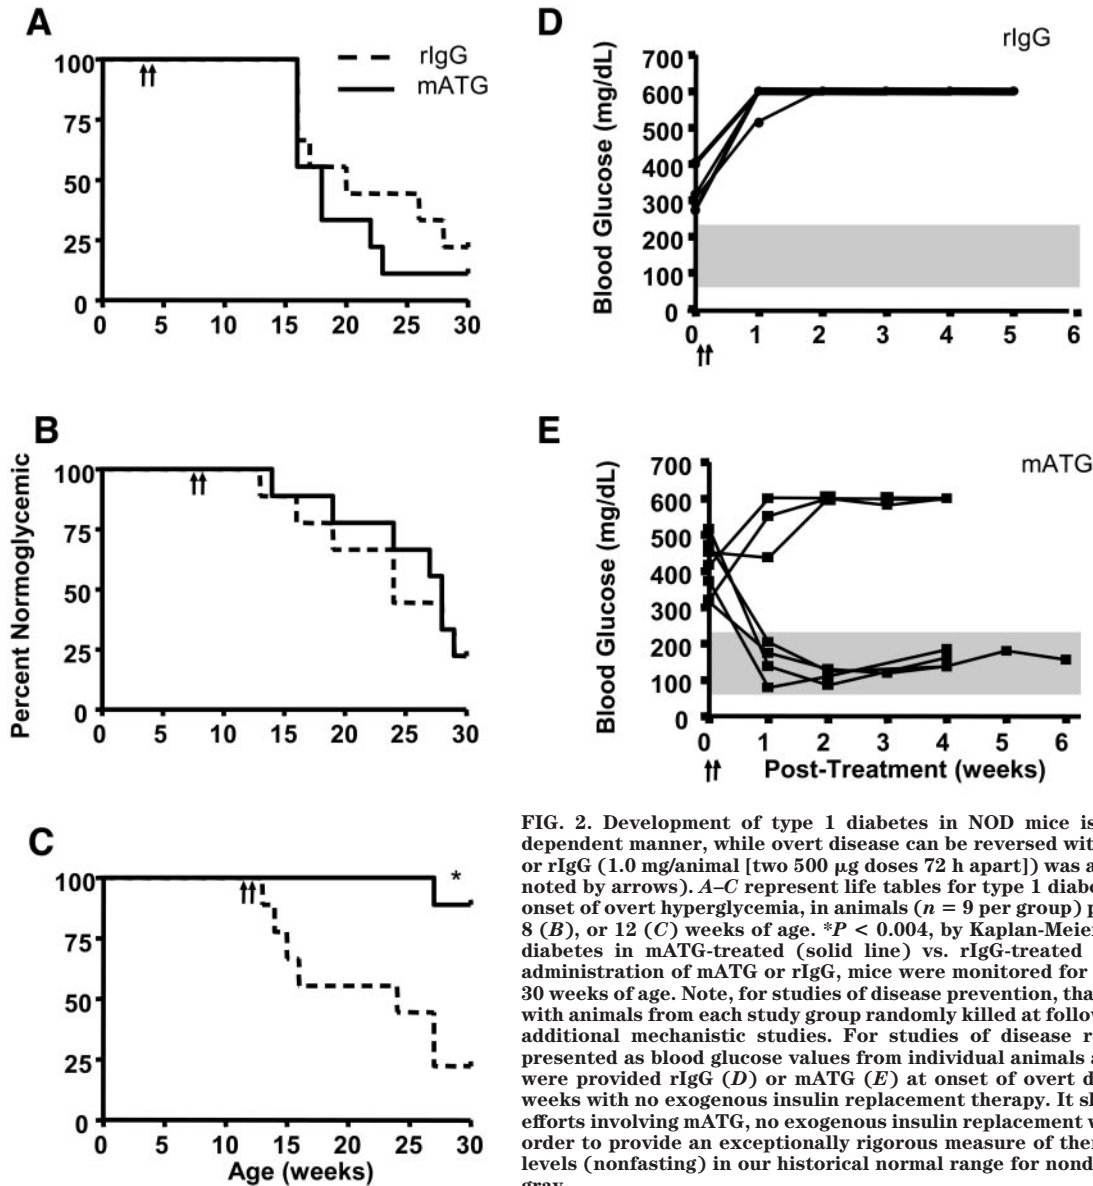 A
rIgG
mATG
100
75
50
25
0
0 5 10 15 20 25 30
B
Percent Normoglycemic
100
75
50
25
0
0 5 10 15 20 25 30
C
*
100
75
50
25
0
0 5 10 15 20 25 30
Age (weeks)
D
rIgG
Blood Glucose (mg/dL)
700
600
500
400
300
200
100
0
0 1 2 3 4 5 6
E
mATG
Blood Glucose (mg/dL)
700
600
500
400
300
200
100
0
0 1 2 3 4 5 6
Post-Treatment (weeks)
FIG. 2. Development of type 1 diabetes in NOD mice is
dependent manner, while overt disease can be reversed wit
or rIgG (1.0 mg/animal [two 500 μg doses 72 h apart]) was a
noted by arrows). A–C represent life tables for type 1 diabe
onset of overt hyperglycemia, in animals (n = 9 per group) p
8 (B), or 12 (C) weeks of age. *P < 0.004, by Kaplan-Meier
diabetes in mATG-treated (solid line) vs. rIgG-treated
administration of mATG or rIgG, mice were monitored for
30 weeks of age. Note, for studies of disease prevention, tha
with animals from each study group randomly killed at follow
additional mechanistic studies. For studies of disease r
presented as blood glucose values from individual animals a
were provided rIgG (D) or mATG (E) at onset of overt d
weeks with no exogenous insulin replacement therapy. It sl
efforts involving mATG, no exogenous insulin replacement w
order to provide an exceptionally rigorous measure of ther
levels (nonfasting) in our historical normal range for nond
gray